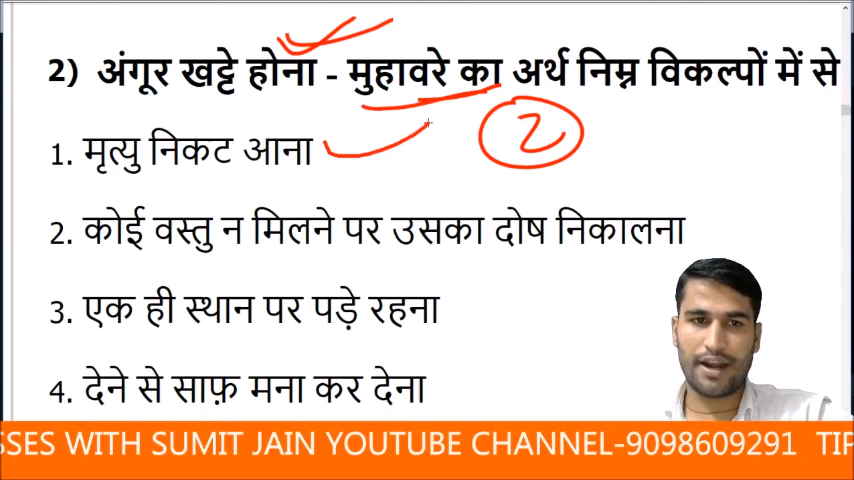 2) अंगूर खट्टे होना - मुहावरे का अर्थ निम्न विकल्पों में से
2
1. मृत्यु निकट आना
2. कोई वस्तु न मिलने पर उसका दोष निकालना
3. एक ही स्थान पर पड़े रहना
4. देने से साफ़ मना कर देना
SSES WITH SUMIT JAIN YOUTUBE CHANNEL-9098609291 TIP